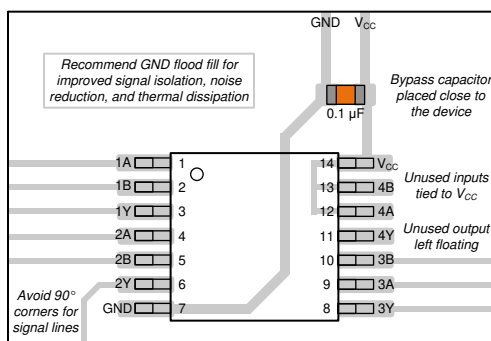 GND V_CC
Recommend GND flood fill for
improved signal isolation, noise
reduction, and thermal dissipation
0.1 µF
Bypass capacitor
placed close to
the device
1A 1 14 V_CC
1B 2 13 4B
1Y 3 12 4A
2A 4 11 4Y
2B 5 10 3B
2Y 6 9 3A
GND 7 8 3Y
Unused inputs
tied to V_CC
Unused output
left floating
Avoid 90°
corners for
signal lines